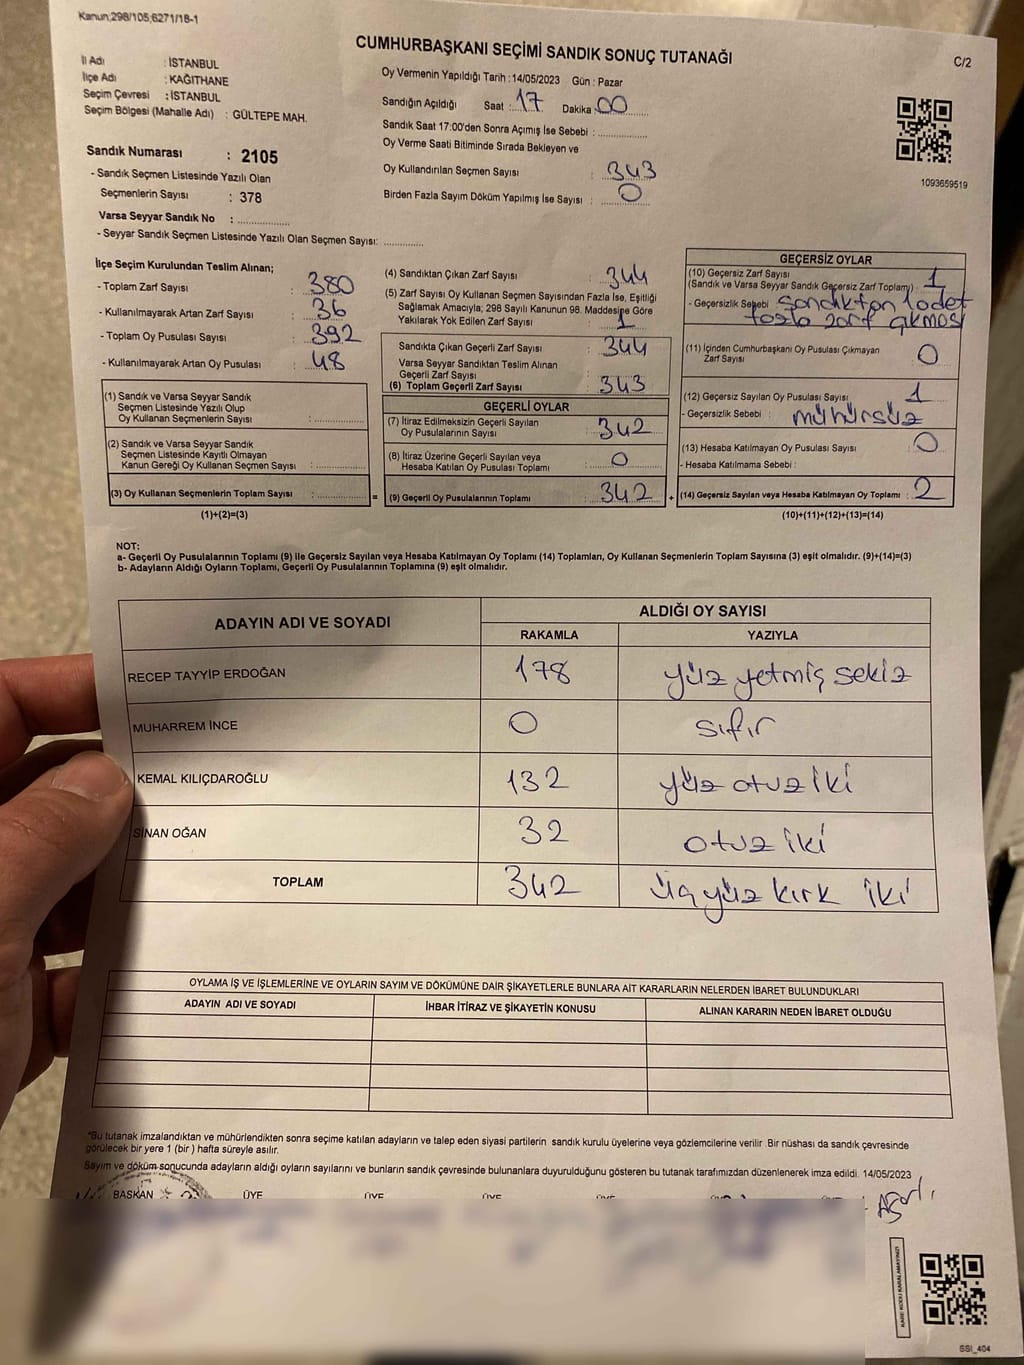 Kanun;298/105;6271/18-1
CUMHURBAŞKANI SEÇİMİ SANDIK SONUÇ TUTANAĞI
C/2
İl Adı : İSTANBUL
İlçe Adı : KAĞITHANE
Seçim Çevresi : İSTANBUL
Seçim Bölgesi (Mahalle Adı) : GÜLTEPE MAH.
Sandık Numarası : 2105
- Sandık Seçmen Listesinde Yazılı Olan
Seçmenlerin Sayısı : 378
Varsa Seyyar Sandık No : ..............
- Seyyar Sandık Seçmen Listesinde Yazılı Olan Seçmen Sayısı: ............
Oy Vermenin Yapıldığı Tarih : 14/05/2023 Gün : Pazar
Sandığın Açıldığı Saat : 17 Dakika : 00
Sandık Saat 17:00'den Sonra Açımış İse Sebebi : ..............
Oy Verme Saati Bitiminde Sırada Bekleyen ve
Oy Kullandırılan Seçmen Sayısı : 343
Birden Fazla Sayım Döküm Yapılmış İse Sayısı : 0
1093659519
İlçe Seçim Kurulundan Teslim Alınan;
- Toplam Zarf Sayısı : 380
- Kullanılmayarak Artan Zarf Sayısı : 36
- Toplam Oy Pusulası Sayısı : 392
- Kullanılmayarak Artan Oy Pusulası : 48
(1) Sandık ve Varsa Seyyar Sandık
Seçmen Listesinde Yazılı Olup
Oy Kullanan Seçmenlerin Sayısı : ..............
(2) Sandık ve Varsa Seyyar Sandık
Seçmen Listesinde Kayıtlı Olmayan
Kanun Gereği Oy Kullanan Seçmen Sayısı : ..............
(3) Oy Kullanan Seçmenlerin Toplam Sayısı : .............. =
(1)+(2)=(3)
(4) Sandıktan Çıkan Zarf Sayısı : 344
(5) Zarf Sayısı Oy Kullanan Seçmen Sayısından Fazla İse, Eşitliği
Sağlamak Amacıyla, 298 Sayılı Kanunun 98. Maddesine Göre
Yakılarak Yok Edilen Zarf Sayısı : 1
Sandıkta Çıkan Geçerli Zarf Sayısı : 344
Varsa Seyyar Sandıktan Teslim Alınan
Geçerli Zarf Sayısı
(6) Toplam Geçerli Zarf Sayısı : 343
GEÇERLİ OYLAR
(7) İtiraz Edilmeksizin Geçerli Sayılan
Oy Pusulalarının Sayısı : 342
(8) İtiraz Üzerine Geçerli Sayılan veya
Hesaba Katılan Oy Pusulası Toplamı : 0
(9) Geçerli Oy Pusulalarının Toplamı : 342 +
GEÇERSİZ OYLAR
(10) Geçersiz Zarf Sayısı
(Sandık ve Varsa Seyyar Sandık Geçersiz Zarf Toplamı) : 1
- Geçersizlik Sebebi : sandıkton 1 adet
fazla zarf çıkması
(11) İçinden Cumhurbaşkanı Oy Pusulası Çıkmayan
Zarf Sayısı : 0
(12) Geçersiz Sayılan Oy Pusulası Sayısı : 1
- Geçersizlik Sebebi : mühürsüz
(13) Hesaba Katılmayan Oy Pusulası Sayısı : 0
- Hesaba Katılmama Sebebi :
(14) Geçersiz Sayılan veya Hesaba Katılmayan Oy Toplamı : 2
(10)+(11)+(12)+(13)=(14)
NOT:
a- Geçerli Oy Pusulalarının Toplamı (9) ile Geçersiz Sayılan veya Hesaba Katılmayan Oy Toplamı (14) Toplamları, Oy Kullanan Seçmenlerin Toplam Sayısına (3) eşit olmalıdır. (9)+(14)=(3)
b- Adayların Aldığı Oyların Toplamı, Geçerli Oy Pusulalarının Toplamına (9) eşit olmalıdır.
ADAYIN ADI VE SOYADI
ALDIĞI OY SAYISI
RAKAMLA YAZIYLA
RECEP TAYYİP ERDOĞAN 178 yüz yetmiş sekiz
MUHARREM İNCE 0 sıfır
KEMAL KILIÇDAROĞLU 132 yüz otuz iki
SİNAN OĞAN 32 otuz iki
TOPLAM 342 üç yüz kırk iki
OYLAMA İŞ VE İŞLEMLERİNE VE OYLARIN SAYIM VE DÖKÜMÜNE DAİR ŞİKAYETLERLE BUNLARA AİT KARARLARIN NELERDEN İBARET BULUNDUKLARI
ADAYIN ADI VE SOYADI İHBAR İTİRAZ VE ŞİKAYETİN KONUSU ALINAN KARARIN NEDEN İBARET OLDUĞU
"Bu tutanak imzalandıktan ve mühürlendikten sonra seçime katılan adayların ve talep eden siyasi partilerin sandık kurulu üyelerine veya gözlemcilerine verilir .Bir nüshası da sandık çevresinde
görülecek bir yere 1 (bir ) hafta süreyle asılır.
Sayım ve döküm sonucunda adayların aldığı oyların sayılarını ve bunların sandık çevresinde bulunanlara duyurulduğunu gösteren bu tutanak tarafımızdan düzenlenerek imza edildi. 14/05/2023
BAŞKAN ÜYE ÜYE ÜYE ÜYE
KARE KODU KARALAMAYINIZ!
SSI_404